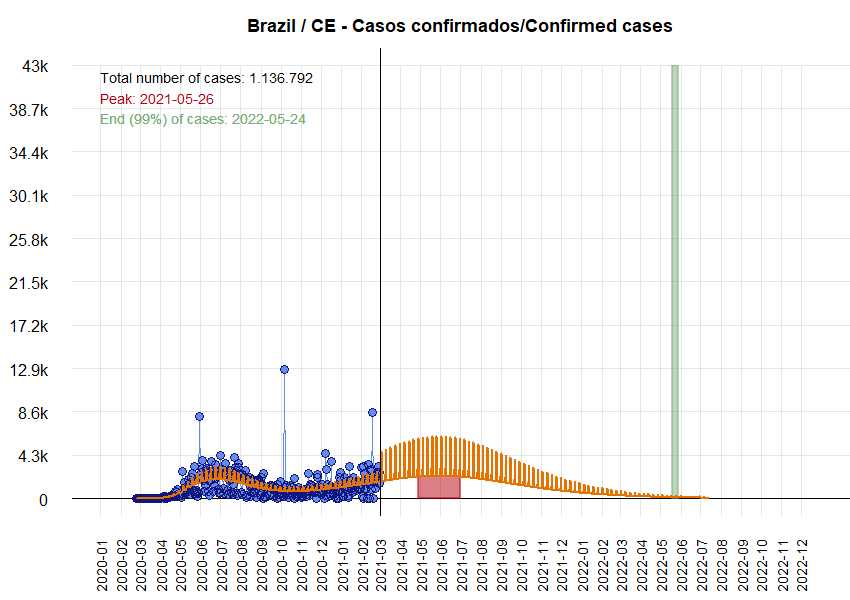 Brazil / CE - Casos confirmados/Confirmed cases
43k
Total number of cases: 1.136.792
Peak: 2021-05-26
End (99%) of cases: 2022-05-24
38.7k
34.4k
30.1k
25.8k
21.5k
17.2k
12.9k
8.6k
4.3k
0
2020-01
2020-02
2020-03
2020-04
2020-05
2020-06
2020-07
2020-08
2020-09
2020-10
2020-11
2020-12
2021-01
2021-02
2021-03
2021-04
2021-05
2021-06
2021-07
2021-08
2021-09
2021-10
2021-11
2021-12
2022-01
2022-02
2022-03
2022-04
2022-05
2022-06
2022-07
2022-08
2022-09
2022-10
2022-11
2022-12